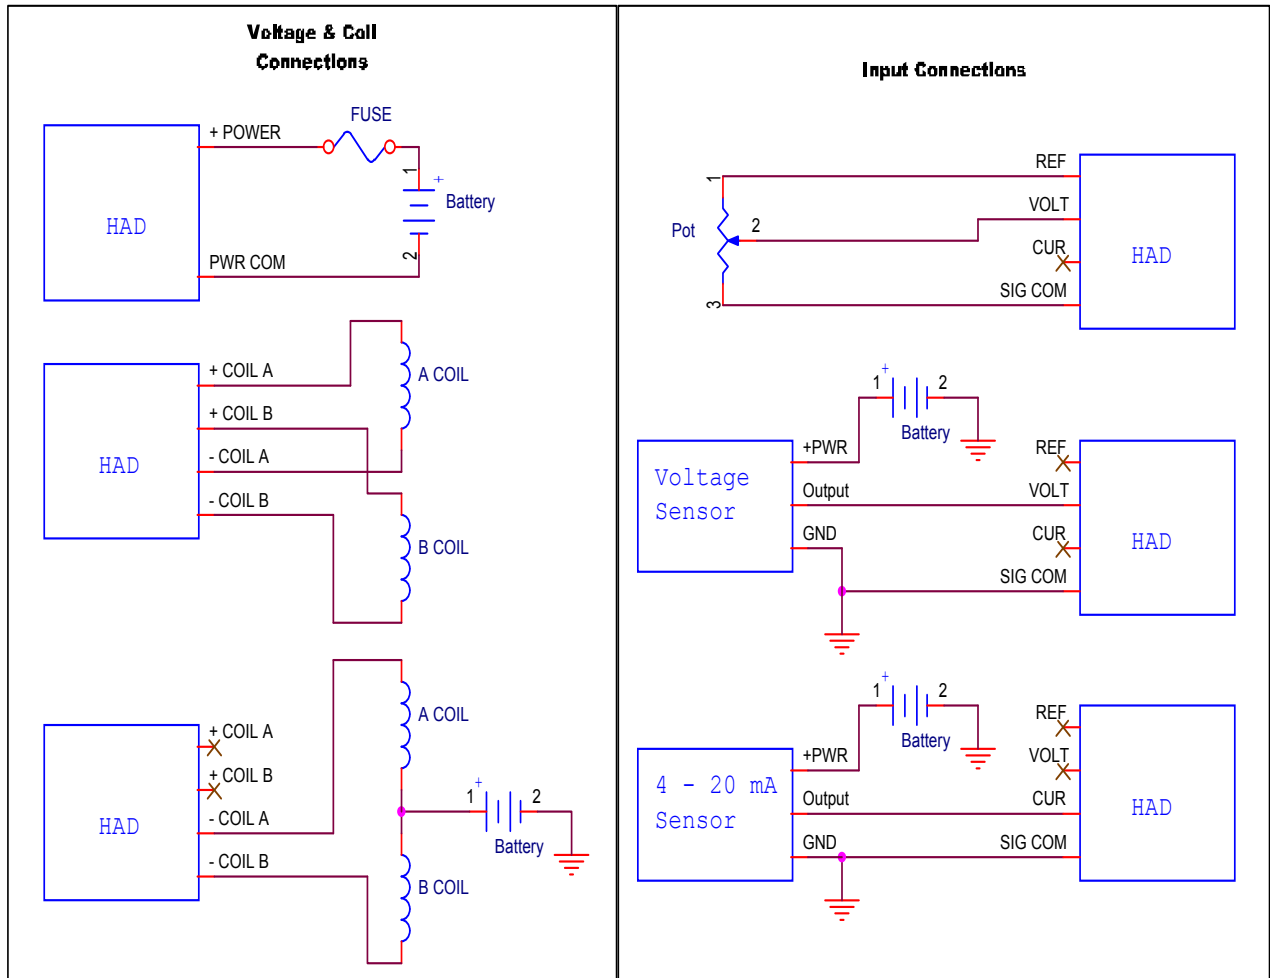 Voltage & Coil
Connections
FUSE
+ POWER
1
+
Battery
HAD
PWR COM
2
+ COIL A
A COIL
+ COIL B
HAD
- COIL A
- COIL B
B COIL
+ COIL A
A COIL
+ COIL B
HAD
- COIL A
1
+
2
Battery
- COIL B
B COIL
Input Connections
REF
1
VOLT
Pot
2
CUR
HAD
SIG COM
3
+
1
2
Battery
+PWR
REF
Voltage
Sensor
Output
VOLT
GND
CUR
HAD
SIG COM
+
1
2
Battery
REF
+PWR
VOLT
4 - 20 mA
Sensor
Output
CUR
HAD
GND
SIG COM